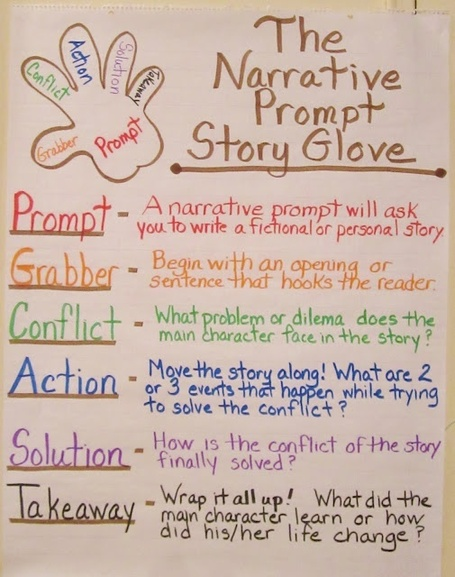 The
Narrative
Prompt
Story Glove
Conflict
Action
Solution
Takeaway
Grabber
Prompt
Prompt - A narrative prompt will ask
you to write a fictional or personal story.
Grabber - Begin with an opening or
sentence that hooks the reader.
Conflict - What problem or dilema does the
main character face in the story?
Action - Move the story along! What are 2
or 3 events that happen while trying
to solve the conflict?
Solution - How is the conflict of the story
finally solved?
Takeaway - Wrap it all up! What did the
main character learn or how
did his/her life change?